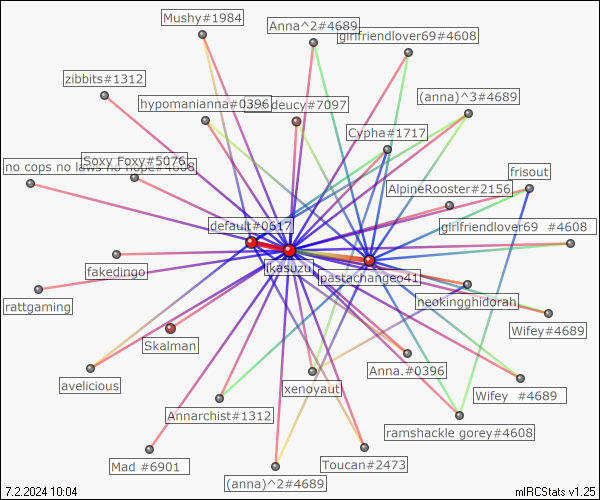 Mushy#1984
Anna^2#4689
girlfriendlover69#4608
zibbits#1312
hypomanianna#0396
deucy#7097
(anna)^3#4689
Cypha#1717
Soxy Foxy#5076
no cops no laws no hope#4608
frisout
AlpineRooster#2156
default#0617
girlfriendlover69 #4608
fakedingo
ikasuzu
pastachangeo41
rattgaming
neokingghidorah
Wifey#4689
Skalman
Anna.#0396
avelicious
xenoyaut
Wifey #4689
Annarchist#1312
ramshackle gorey#4608
Mad #6901
Toucan#2473
(anna)^2#4689
7.2.2024 10:04
mIRCStats v1.25